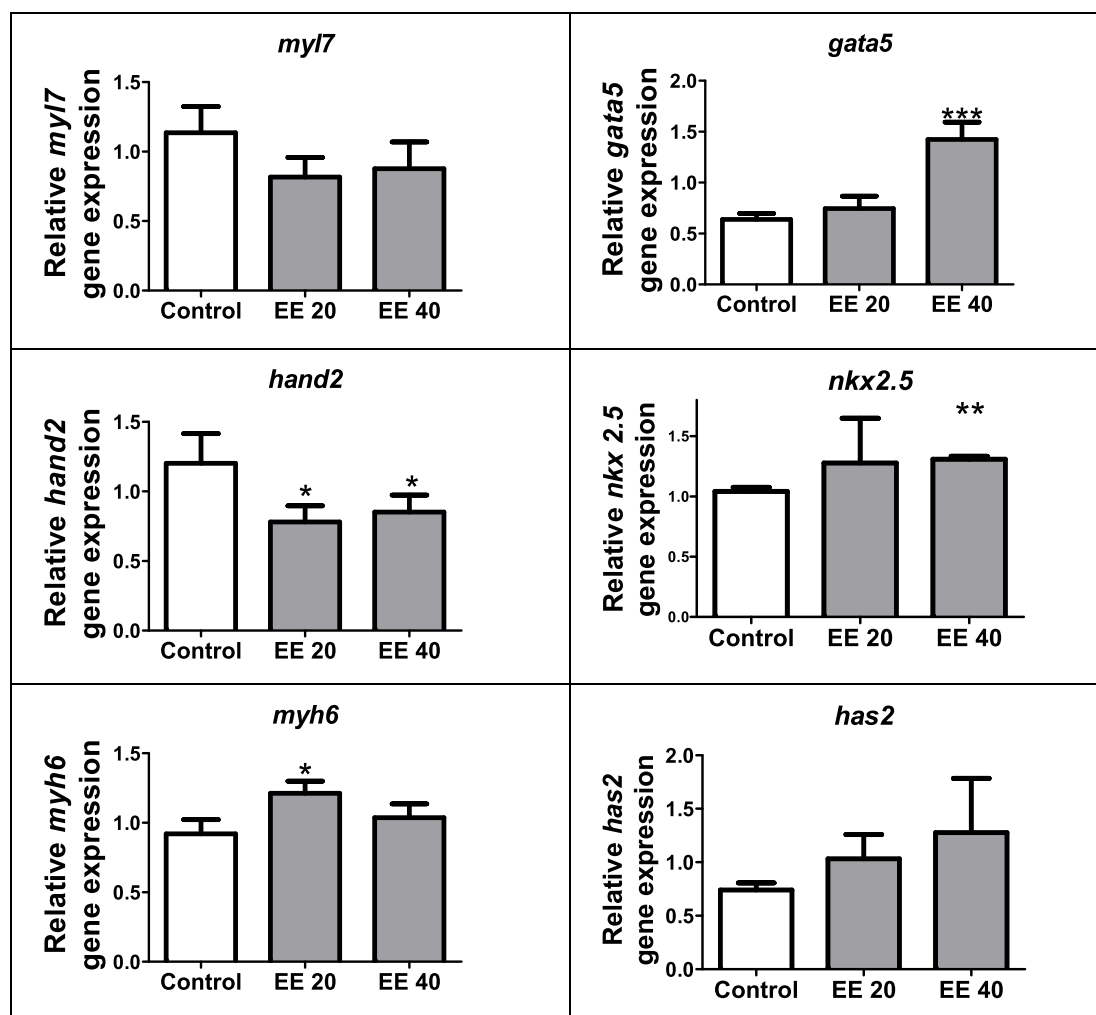 myl7
Relative myl7
gene expression
1.5
1.0
0.5
0.0
Control EE 20 EE 40
gata5
Relative gata5
gene expression
2.0
1.5
1.0
0.5
0.0
***
Control EE 20 EE 40
hand2
Relative hand2
gene expression
1.5
1.0
0.5
0.0
* *
Control EE 20 EE 40
nkx2.5
Relative nkx 2.5
gene expression
1.5
1.0
0.5
0.0
**
Control EE 20 EE 40
myh6
Relative myh6
gene expression
1.5
1.0
0.5
0.0
*
Control EE 20 EE 40
has2
Relative has2
gene expression
2.0
1.5
1.0
0.5
0.0
Control EE 20 EE 40